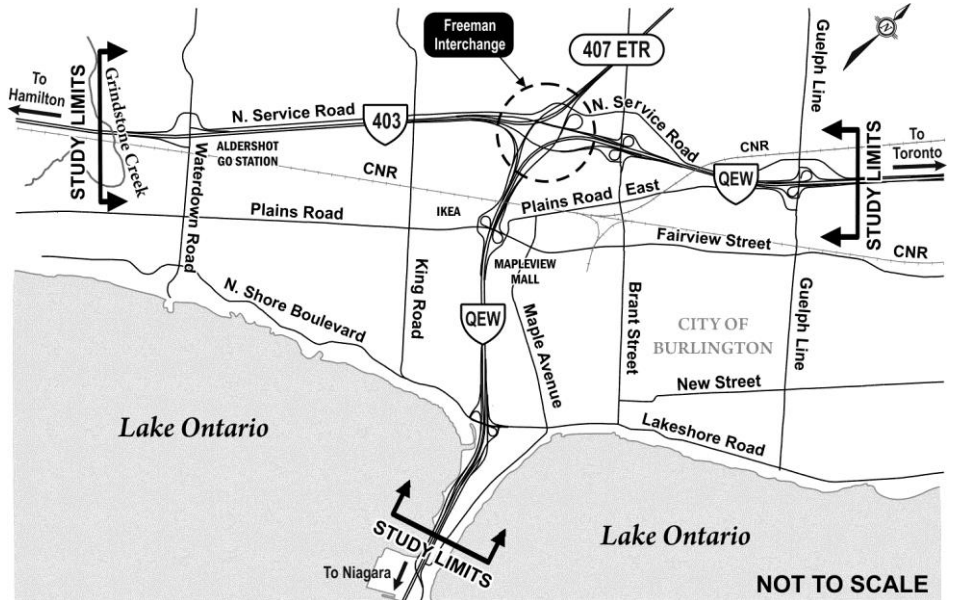 Freeman
Interchange
407 ETR
Guelph Line
N
To
Hamilton
STUDY LIMITS
Grindstone Creek
N. Service Road
403
N. Service Road
ALDERSHOT
GO STATION
CNR
CNR
QEW
STUDY LIMITS
To
Toronto
Waterdown Road
Plains Road
IKEA
Plains Road East
Fairview Street
CNR
MAPLEVIEW
MALL
King Road
N. Shore Boulevard
QEW
Maple Avenue
Brant Street
CITY OF
BURLINGTON
Guelph Line
New Street
Lakeshore Road
Lake Ontario
STUDY LIMITS
Lake Ontario
To Niagara
NOT TO SCALE